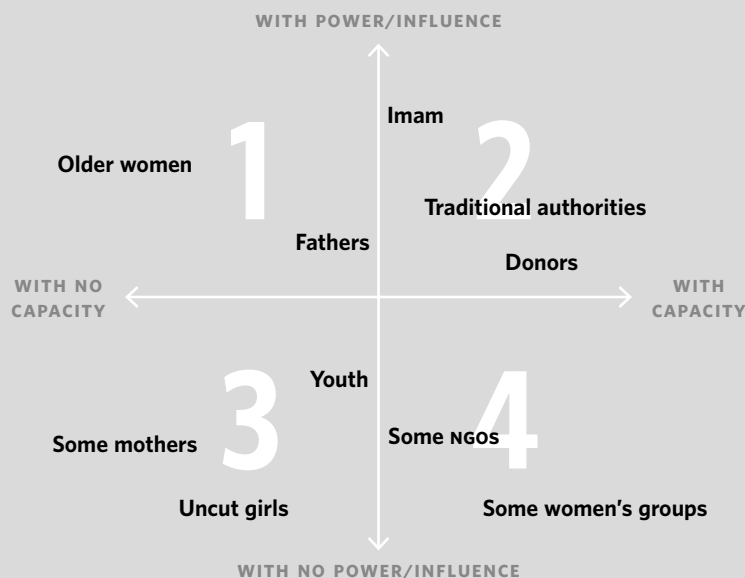 WITH POWER/INFLUENCE
1
2
Imam
Older women
Traditional authorities
Fathers
Donors
WITH NO
CAPACITY
WITH
CAPACITY
3
4
Youth
Some NGOS
Some mothers
Uncut girls
Some women's groups
WITH NO POWER/INFLUENCE